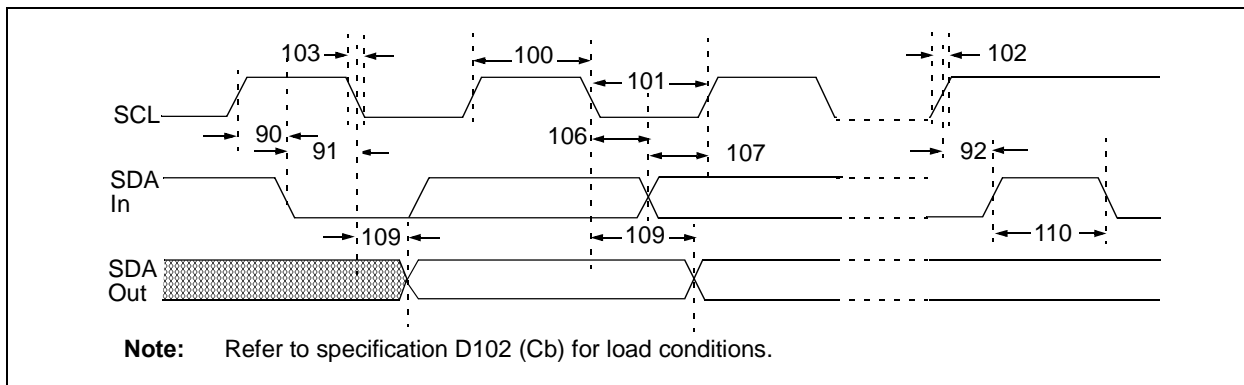 103
100
101
102
SCL
90
91
106
107
92
SDA
In
109
109
110
SDA
Out
Note: Refer to specification D102 (Cb) for load conditions.